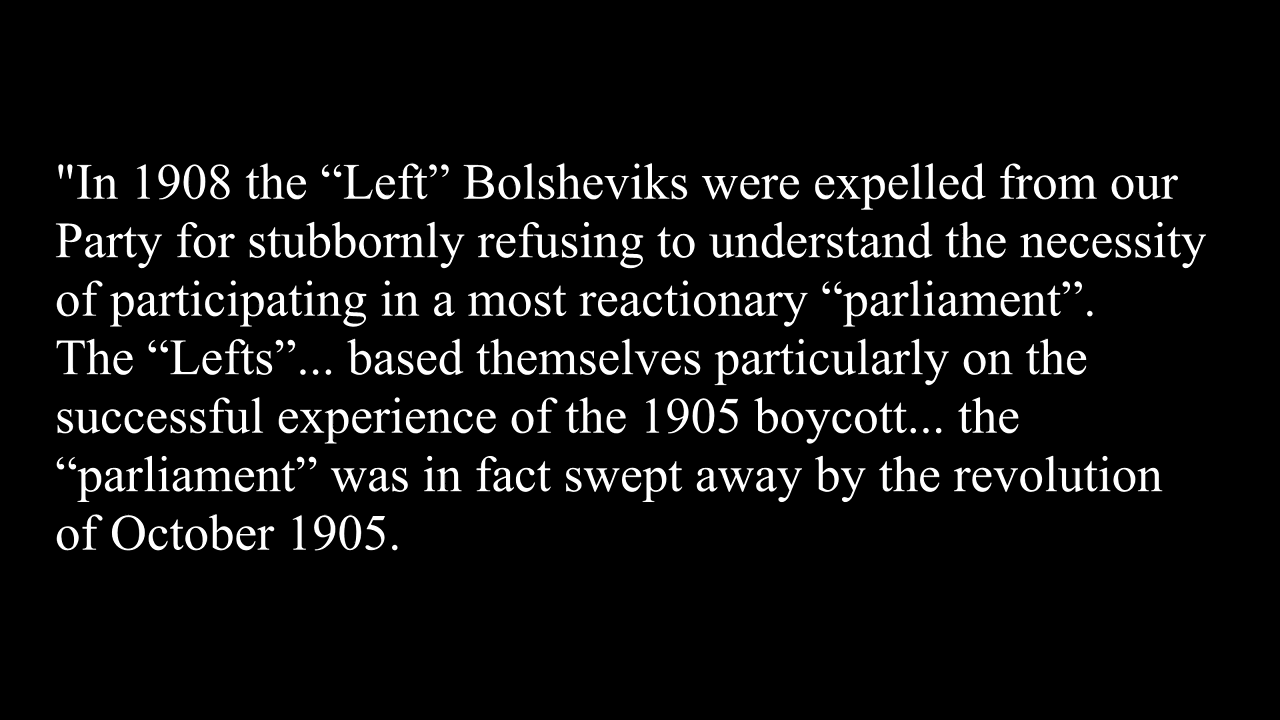 "In 1908 the “Left” Bolsheviks were expelled from our
Party for stubbornly refusing to understand the necessity
of participating in a most reactionary “parliament”.
The “Lefts”... based themselves particularly on the
successful experience of the 1905 boycott... the
“parliament” was in fact swept away by the revolution
of October 1905.